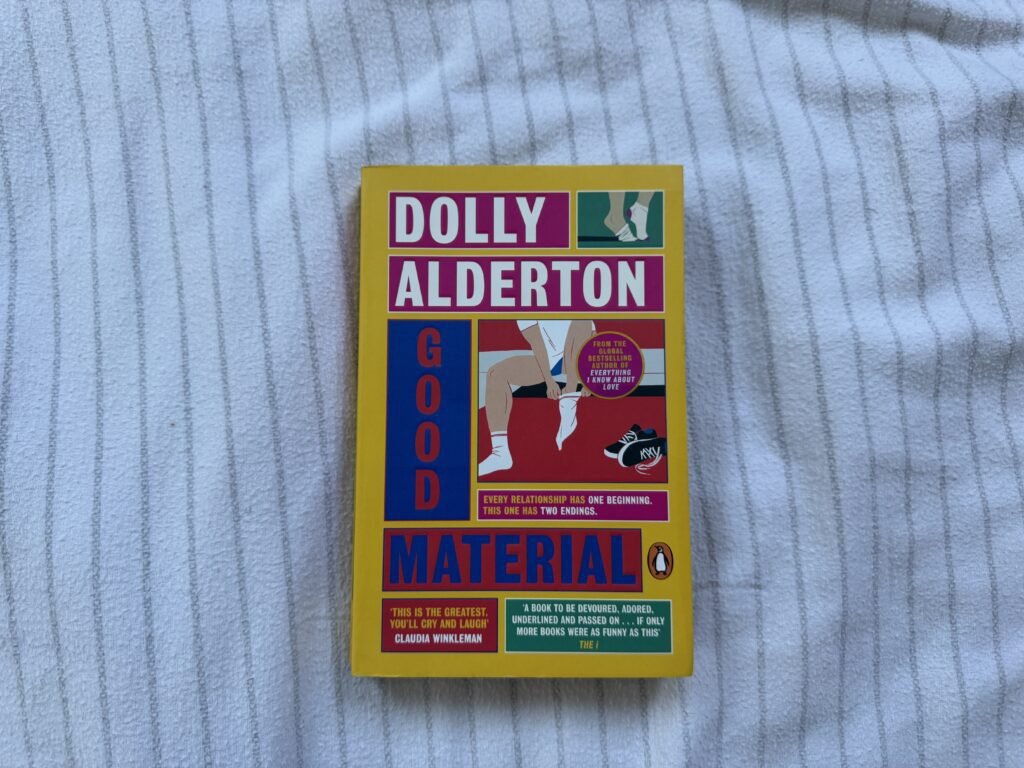 DOLLY
ALDERTON
GOOD
FROM THE
GLOBAL
BESTSELLING
AUTHOR OF
EVERYTHING
I KNOW ABOUT
LOVE
EVERY RELATIONSHIP HAS ONE BEGINNING.
THIS ONE HAS TWO ENDINGS.
MATERIAL
'THIS IS THE GREATEST.
YOU'LL CRY AND LAUGH'
CLAUDIA WINKLEMAN
'A BOOK TO BE DEVOURED, ADORED,
UNDERLINED AND PASSED ON . . . IF ONLY
MORE BOOKS WERE AS FUNNY AS THIS'
THE i